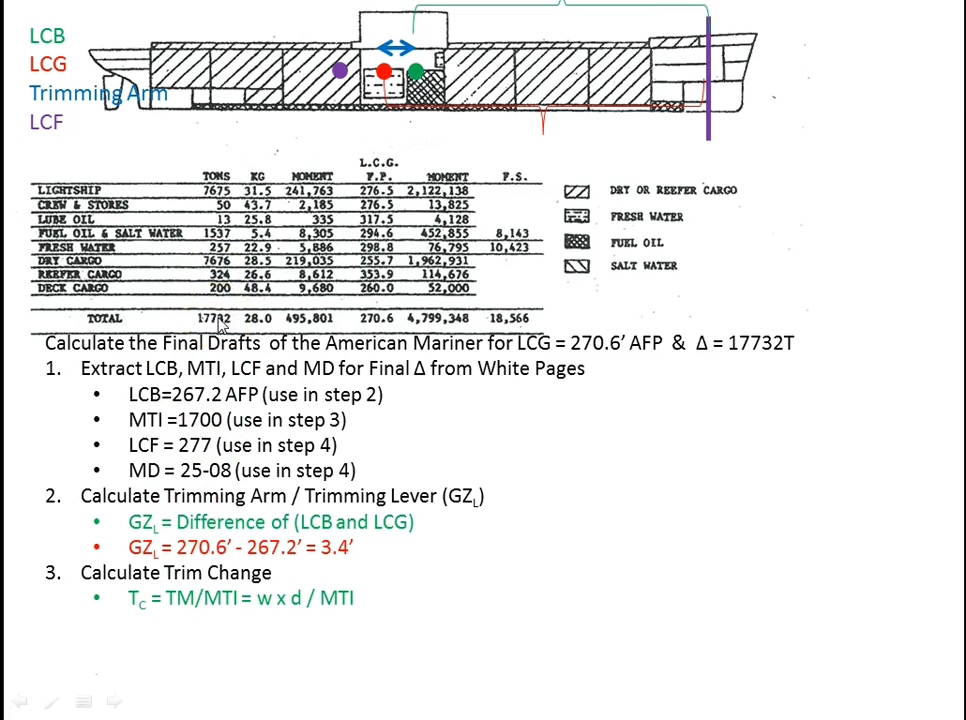 LCB
LCG
Trimming Arm
LCF
L.C.G.
TONS KG MOMENT F.P. MOMENT F.S.
LIGHTSHIP 7675 31.5 241,763 276.5 2,122,138
CREW & STORES 50 43.7 2,185 276.5 13,825
LUBE OIL 13 25.8 335 317.5 4,128
FUEL OIL & SALT WATER 1537 5.4 8,305 294.6 452,855 8,143
FRESH WATER 257 22.9 5,886 298.8 76,795 10,423
DRY CARGO 7676 28.5 219,035 255.7 1,962,931
REEFER CARGO 324 26.6 8,612 353.9 114,676
DECK CARGO 200 48.4 9,680 260.0 52,000
TOTAL 17732 28.0 495,801 270.6 4,799,348 18,566
DRY OR REEFER CARGO
FRESH WATER
FUEL OIL
SALT WATER
Calculate the Final Drafts of the American Mariner for LCG = 270.6' AFP & Δ = 17732T
1. Extract LCB, MTI, LCF and MD for Final Δ from White Pages
• LCB=267.2 AFP (use in step 2)
• MTI =1700 (use in step 3)
• LCF = 277 (use in step 4)
• MD = 25-08 (use in step 4)
2. Calculate Trimming Arm / Trimming Lever (GZL)
• GZL = Difference of (LCB and LCG)
• GZL = 270.6' - 267.2' = 3.4'
3. Calculate Trim Change
• TC = TM/MTI = w x d / MTI